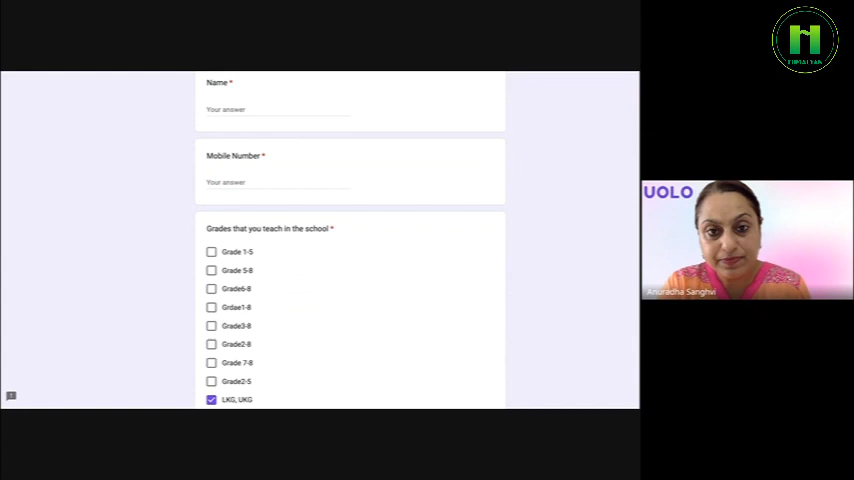 Name *
Your answer
Mobile Number *
Your answer
Grades that you teach in the school *
Grade 1-5
Grade 5-8
Grade6-8
Grdae1-8
Grade3-8
Grade2-8
Grade 7-8
Grade2-5
LKG, UKG
UOLO
Anuradha Sanghvi